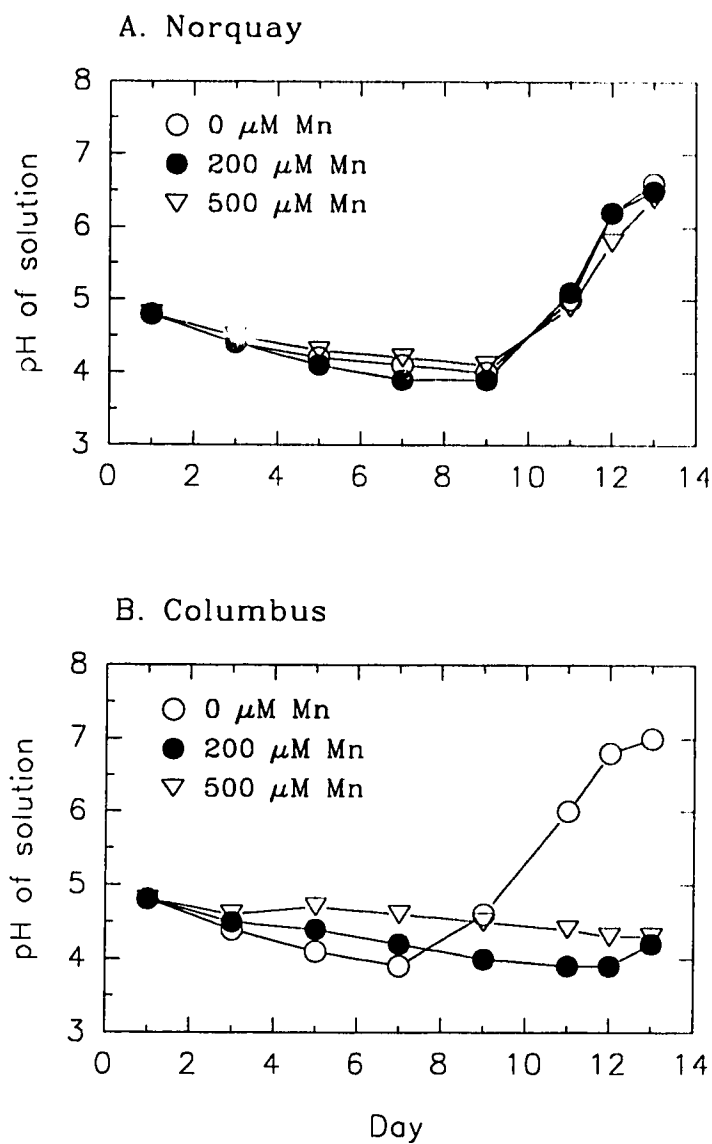 A. Norquay
8
7
6
5
4
3
pH of solution
0 μM Mn
200 μM Mn
500 μM Mn
0 2 4 6 8 10 12 14
B. Columbus
8
7
6
5
4
3
pH of solution
0 μM Mn
200 μM Mn
500 μM Mn
0 2 4 6 8 10 12 14
Day